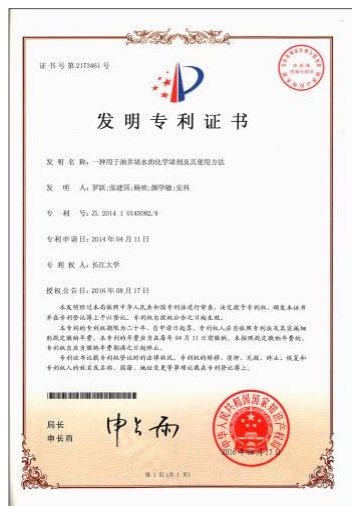 证书号第2173461号
发明专利证书
发 明 名 称：一种用于油井堵水的化学堵剂及其使用方法
发 明 人：罗跃;张建国;杨欢;颜学敏;安科
专 利 号：ZL 2014 1 0145082.9
专利申请日：2014年04月11日
专 利 权 人：长江大学
授权公告日：2016年08月17日
本发明经过本局依照中华人民共和国专利法进行审查，决定授予专利权，颁发本证书
并在专利登记簿上予以登记。专利权自授权公告之日起生效。
本专利的专利权期限为二十年，自申请日起算。专利权人应当依照专利法及其实施细
则规定缴纳年费。本专利的年费应当在每年04月11日前缴纳。未按照规定缴纳年费的，
专利权自应当缴纳年费期满之日起终止。
专利证书记载专利权登记时的法律状况。专利权的转移、质押、无效、终止、恢复和
专利权人的姓名或名称、国籍、地址变更等事项记载在专利登记簿上。
局长
申长雨
申长雨
中华人民共和国国家知识产权局
2016年08月17日
第 1 页 (共 1 页)